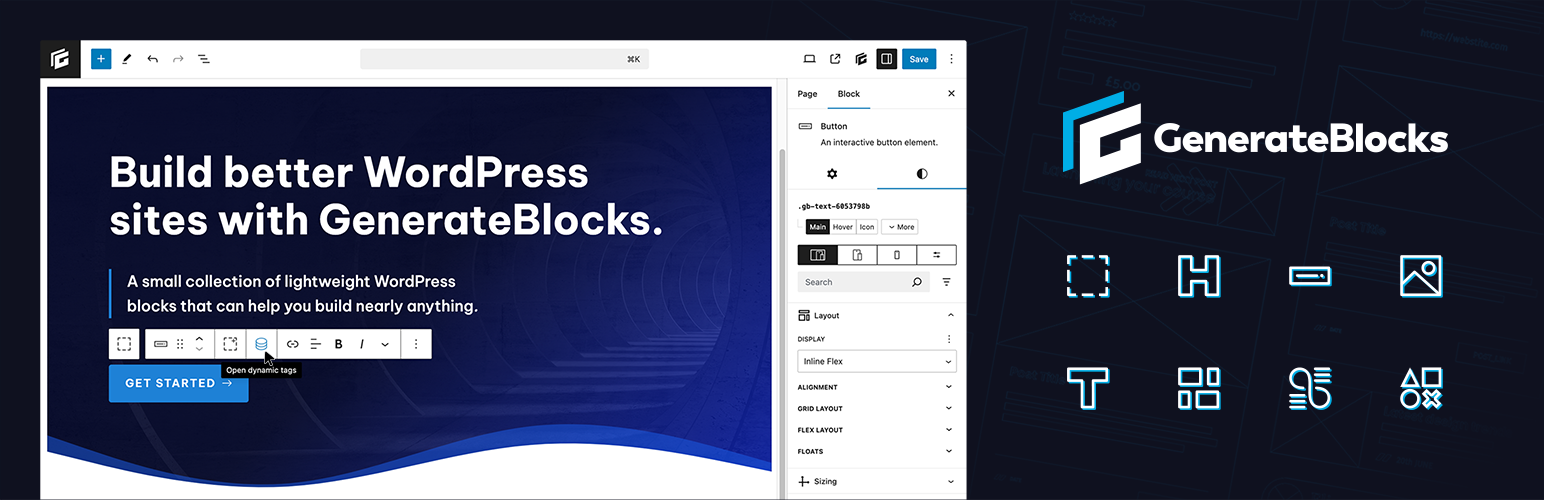 ⌘K
Save
Build better WordPress
sites with GenerateBlocks.
A small collection of lightweight WordPress
blocks that can help you build nearly anything.
B I
Open dynamic tags
GET STARTED →
Page Block
Button
An interactive button element.
.gb-text-6053798b
Main Hover Icon More
Search
Layout
DISPLAY
Inline Flex
ALIGNMENT
GRID LAYOUT
FLEX LAYOUT
FLOATS
Sizing
GenerateBlocks
£5.00